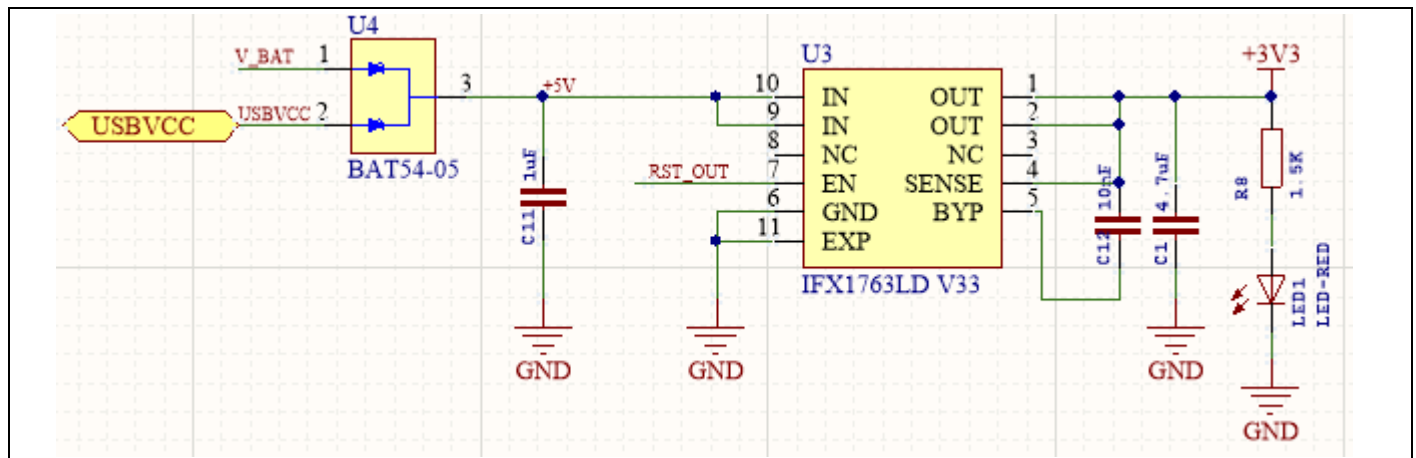 U4
V_BAT 1
USBVCC
USBVCC 2
3
+5V
BAT54-05
C11 1uF
GND
RST_OUT
U3
10 IN OUT 1
9 IN OUT 2
8 NC NC 3
7 EN SENSE 4
6 GND BYP 5
11 EXP
IFX1763LD V33
GND
C12 10nF
C1 4.7uF
GND
+3V3
R8 1.5K
LED1
LED-RED
GND